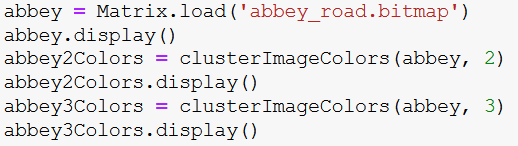 abbey = Matrix.load('abbey_road.bitmap')
abbey.display()
abbey2Colors = clusterImageColors(abbey, 2)
abbey2Colors.display()
abbey3Colors = clusterImageColors(abbey, 3)
abbey3Colors.display()